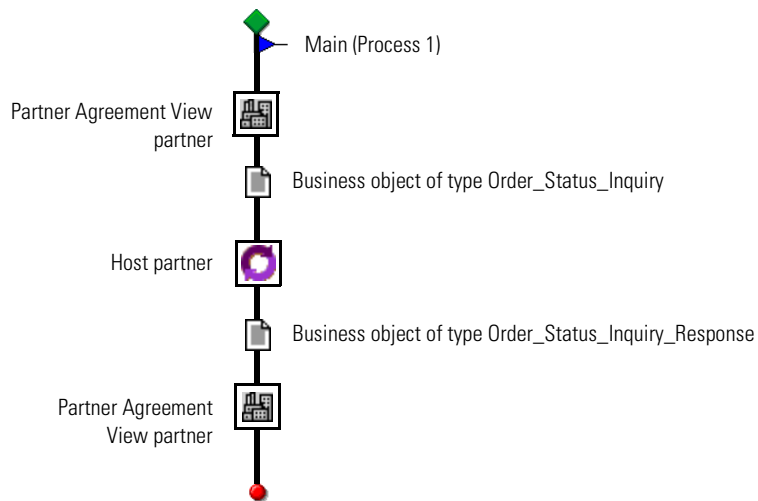 Main (Process 1)
Partner Agreement View
partner
Business object of type Order_Status_Inquiry
Host partner
Business object of type Order_Status_Inquiry_Response
Partner Agreement
View partner